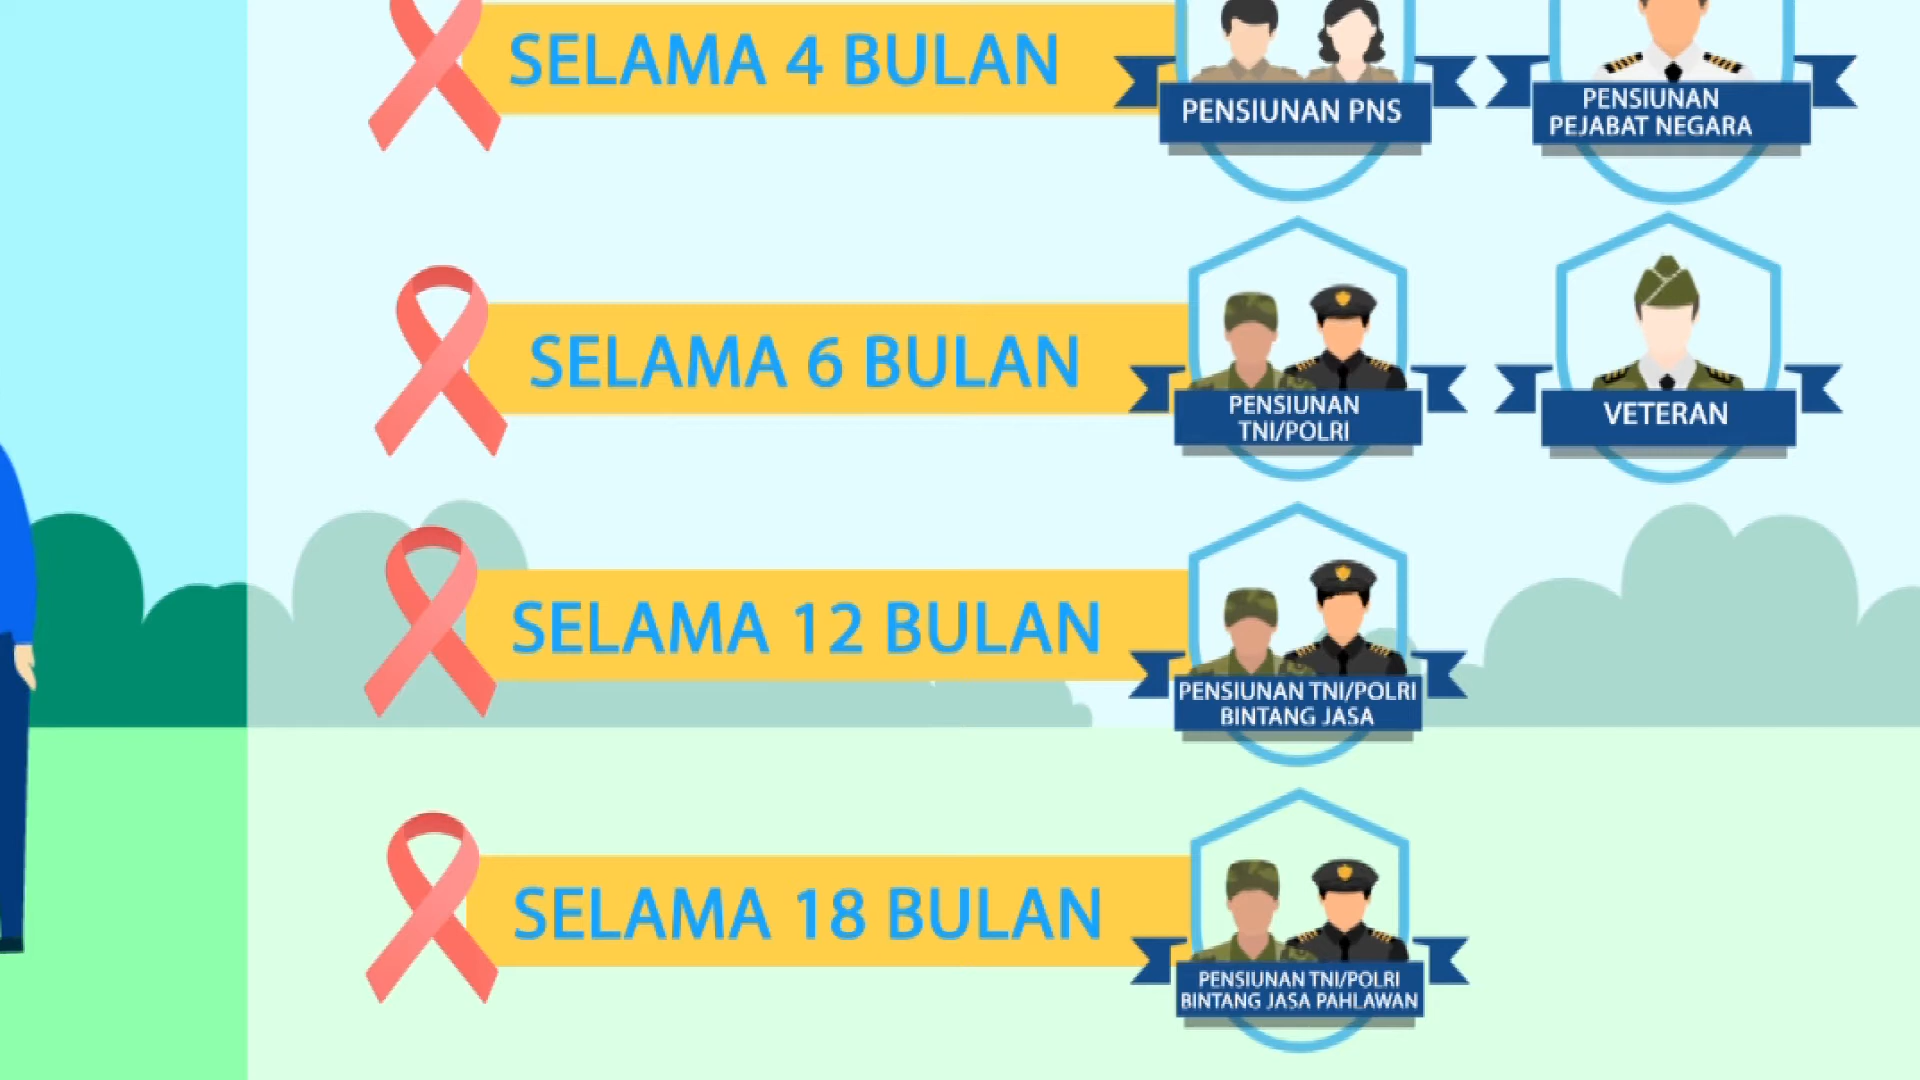 SELAMA 4 BULAN
PENSIUNAN PNS
PENSIUNAN
PEJABAT NEGARA
SELAMA 6 BULAN
PENSIUNAN
TNI/POLRI
VETERAN
SELAMA 12 BULAN
PENSIUNAN TNI/POLRI
BINTANG JASA
SELAMA 18 BULAN
PENSIUNAN TNI/POLRI
BINTANG JASA PAHLAWAN